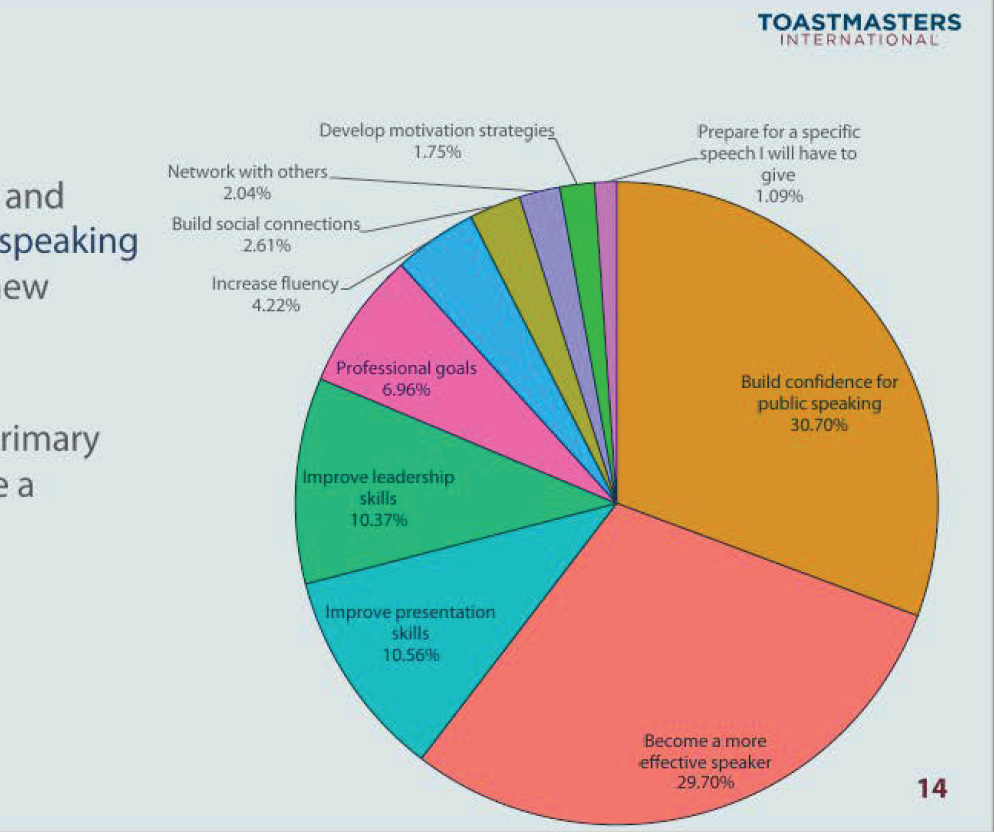 TOASTMASTERS
INTERNATIONAL
and
speaking
ew
rimary
e a
Develop motivation strategies
1.75%
Prepare for a specific
speech I will have to
give
1.09%
Network with others
2.04%
Build social connections
2.61%
Increase fluency
4.22%
Professional goals
6.96%
Build confidence for
public speaking
30.70%
Improve leadership
skills
10.37%
Improve presentation
skills
10.56%
Become a more
effective speaker
29.70%
14